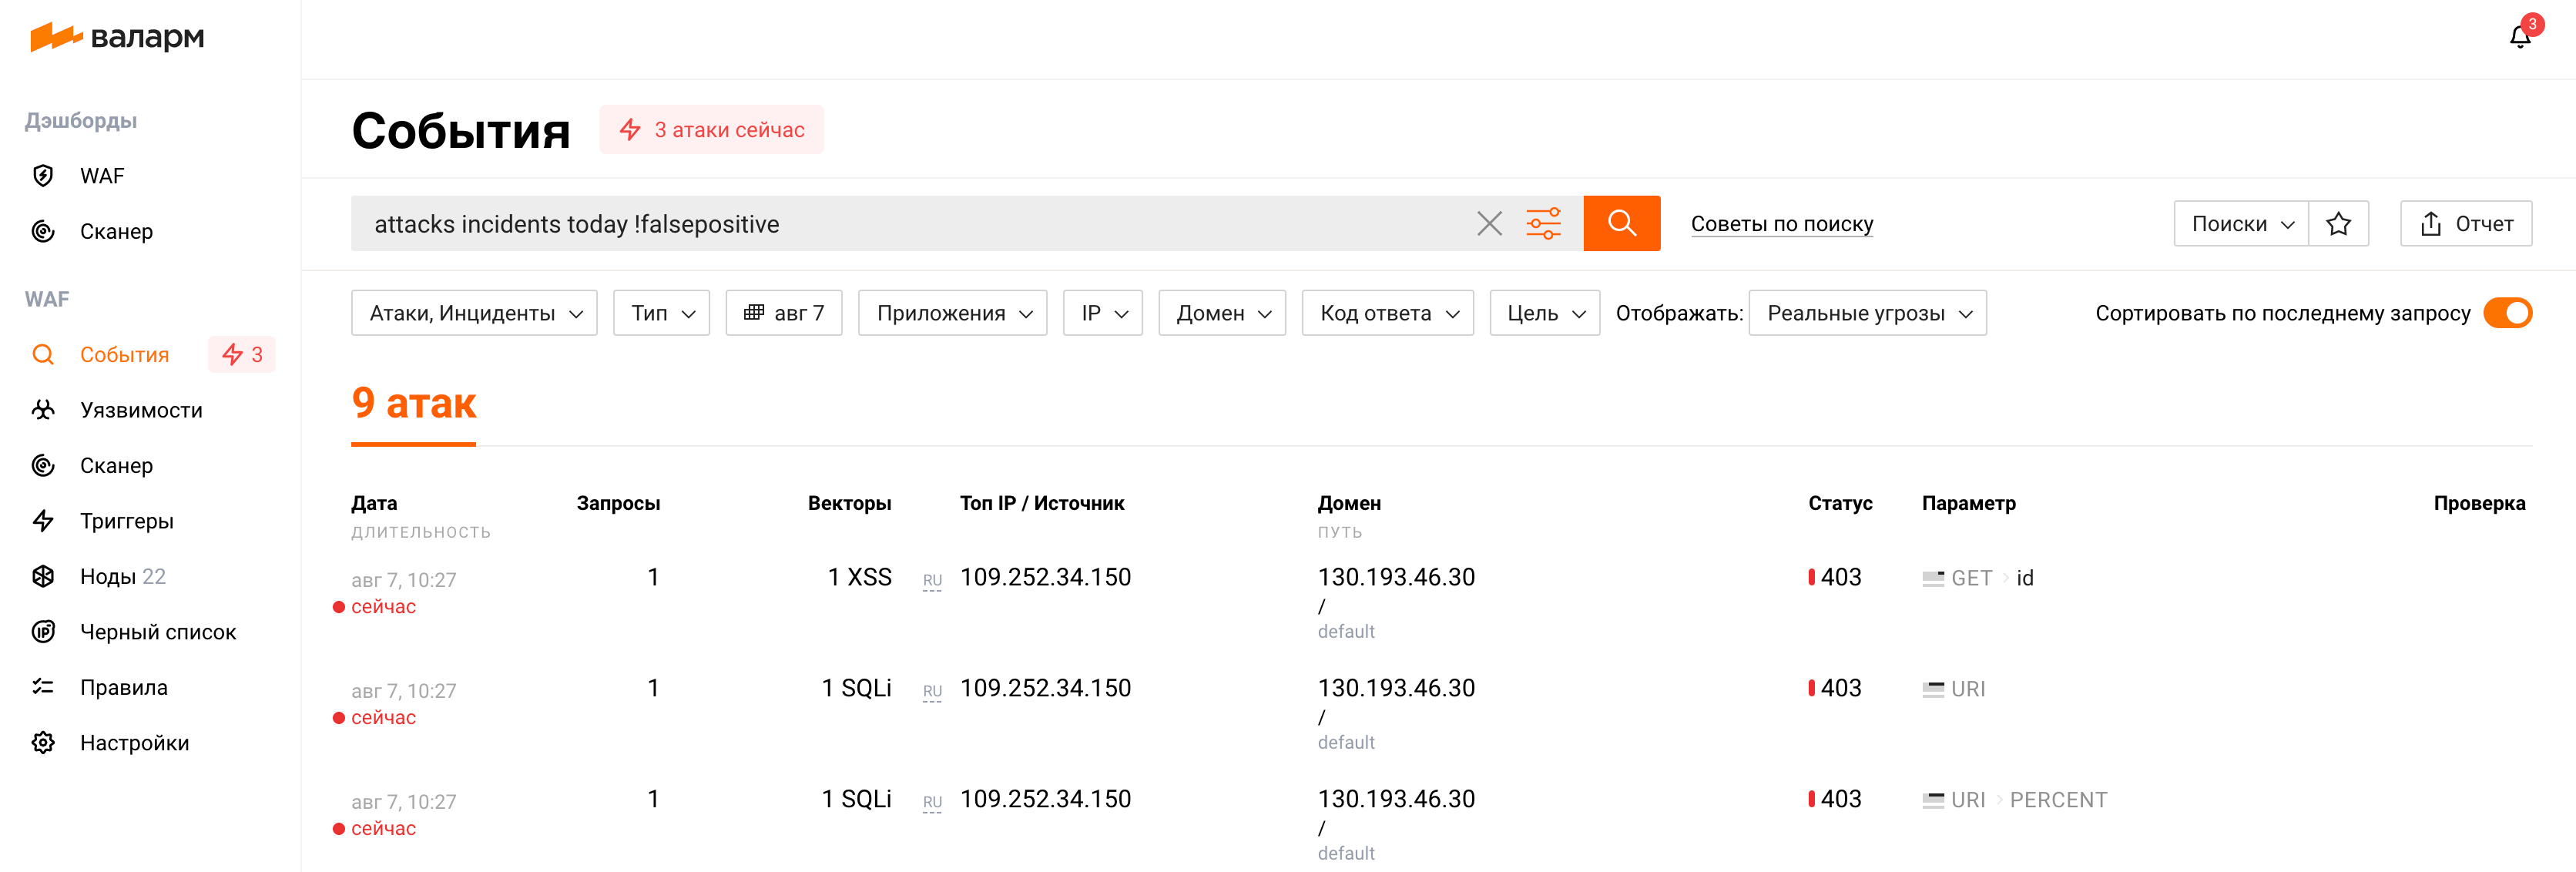 валарм
3
Дэшборды
WAF
Сканер
WAF
События 3
Уязвимости
Сканер
Триггеры
Ноды 22
Черный список
Правила
Настройки
События 3 атаки сейчас
attacks incidents today !falsepositive Советы по поиску Поиски Отчет
Атаки, Инциденты Тип авг 7 Приложения IP Домен Код ответа Цель Отображать: Реальные угрозы Сортировать по последнему запросу
9 атак
Дата Запросы Векторы Топ IP / Источник Домен Статус Параметр Проверка
ДЛИТЕЛЬНОСТЬ ПУТЬ
авг 7, 10:27 1 1 XSS RU 109.252.34.150 130.193.46.30 403 GET › id
сейчас /
default
авг 7, 10:27 1 1 SQLi RU 109.252.34.150 130.193.46.30 403 URI
сейчас /
default
авг 7, 10:27 1 1 SQLi RU 109.252.34.150 130.193.46.30 403 URI › PERCENT
сейчас /
default